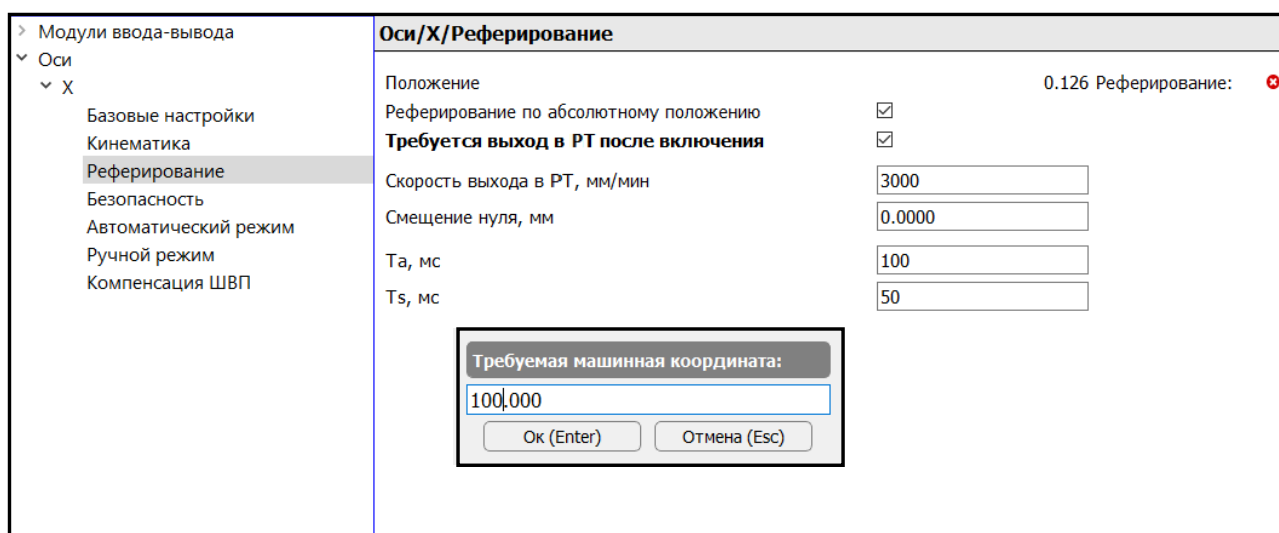 Модули ввода-вывода
Оси
X
Базовые настройки
Кинематика
Реферирование
Безопасность
Автоматический режим
Ручной режим
Компенсация ШВП
Оси/X/Реферирование
Положение 0.126 Реферирование:
Реферирование по абсолютному положению
Требуется выход в РТ после включения
Скорость выхода в РТ, мм/мин 3000
Смещение нуля, мм 0.0000
Ta, мс 100
Ts, мс 50
Требуемая машинная координата:
100.000
Ок (Enter) Отмена (Esc)